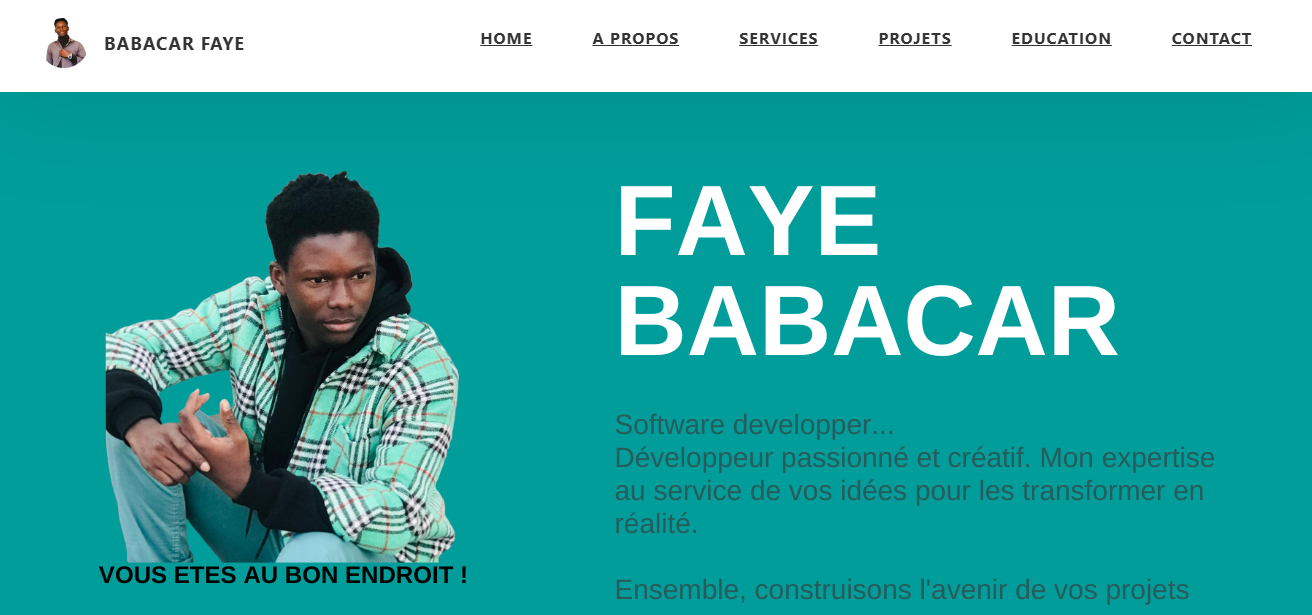 BABACAR FAYE
HOME
A PROPOS
SERVICES
PROJETS
EDUCATION
CONTACT
FAYE
BABACAR
Software developper...
Développeur passionné et créatif. Mon expertise
au service de vos idées pour les transformer en
réalité.
Ensemble, construisons l'avenir de vos projets
VOUS ETES AU BON ENDROIT !